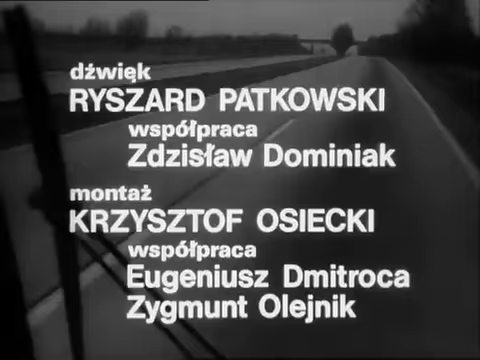 dźwięk
RYSZARD PATKOWSKI
współpraca
Zdzisław Dominiak
montaż
KRZYSZTOF OSIECKI
współpraca
Eugeniusz Dmitroca
Zygmunt Olejnik